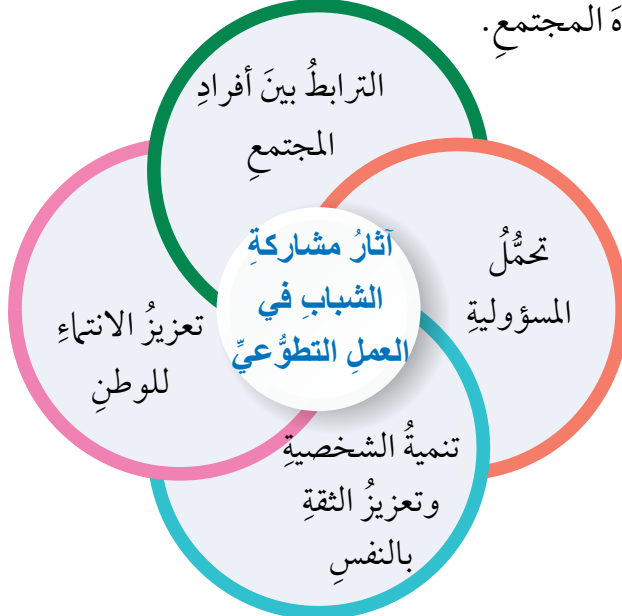 المجتمعِ.
الترابطُ بينَ أفرادِ
المجتمعِ
تحمُّلُ
المسؤوليةِ
آثارُ مشاركةِ
الشبابِ في
العملِ التطوُّعيِّ
تعزيزُ الانتماءِ
للوطنِ
تنميةُ الشخصيةِ
وتعزيزُ الثقةِ
بالنفسِ